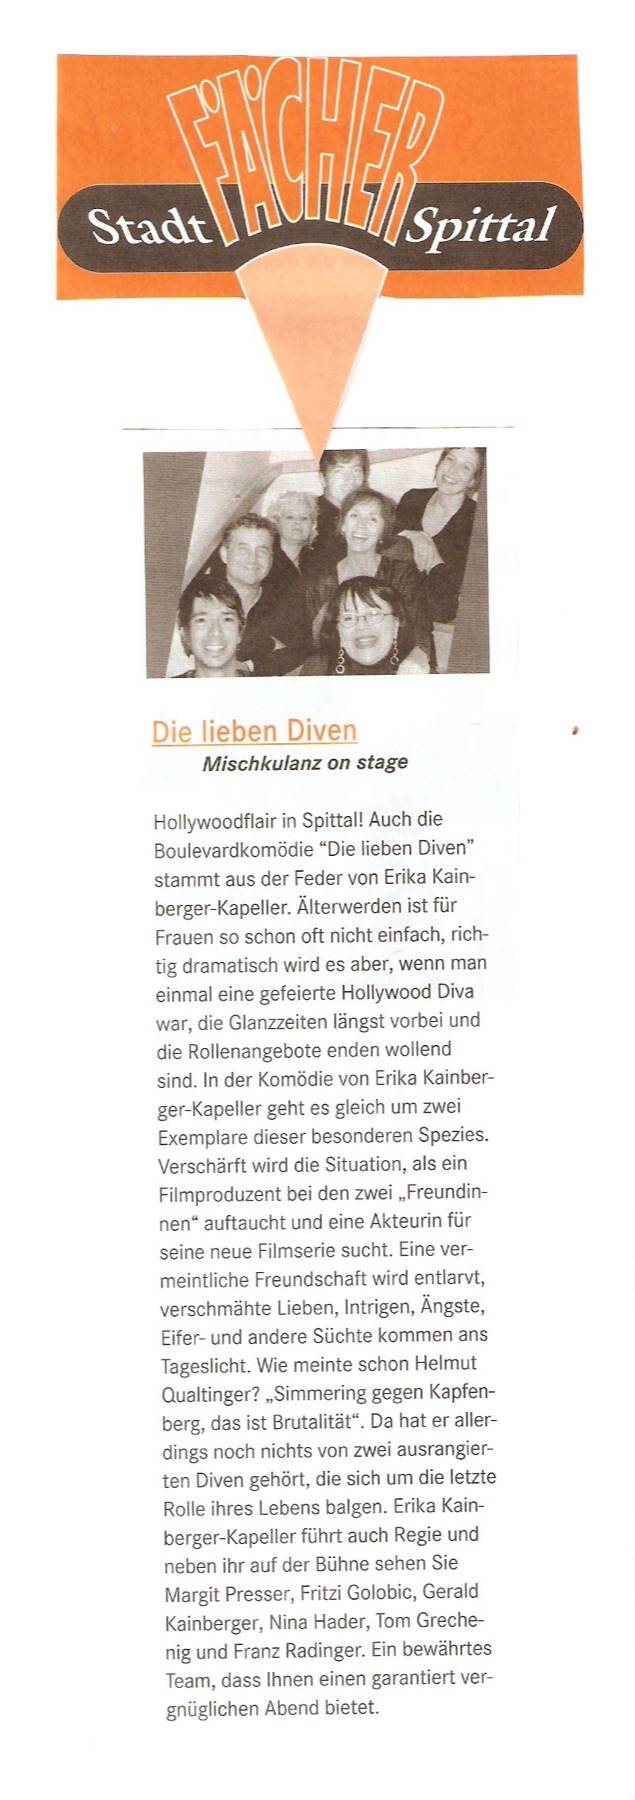 FÄCHER
Stadt Spittal
Die lieben Diven
Mischkulanz on stage
Hollywoodflair in Spittal! Auch die
Boulevardkomödie “Die lieben Diven”
stammt aus der Feder von Erika Kain-
berger-Kapeller. Älterwerden ist für
Frauen so schon oft nicht einfach, rich-
tig dramatisch wird es aber, wenn man
einmal eine gefeierte Hollywood Diva
war, die Glanzzeiten längst vorbei und
die Rollenangebote enden wollend
sind. In der Komödie von Erika Kainber-
ger-Kapeller geht es gleich um zwei
Exemplare dieser besonderen Spezies.
Verschärft wird die Situation, als ein
Filmproduzent bei den zwei „Freundin-
nen“ auftaucht und eine Akteurin für
seine neue Filmserie sucht. Eine ver-
meintliche Freundschaft wird entlarvt,
verschmähte Lieben, Intrigen, Ängste,
Eifer- und andere Süchte kommen ans
Tageslicht. Wie meinte schon Helmut
Qualtinger? „Simmering gegen Kapfen-
berg, das ist Brutalität“. Da hat er aller-
dings noch nichts von zwei ausrangier-
ten Diven gehört, die sich um die letzte
Rolle ihres Lebens balgen. Erika Kain-
berger-Kapeller führt auch Regie und
neben ihr auf der Bühne sehen Sie
Margit Presser, Fritzi Golobic, Gerald
Kainberger, Nina Hader, Tom Greche-
nig und Franz Radinger. Ein bewährtes
Team, dass Ihnen einen garantiert ver-
gnüglichen Abend bietet.